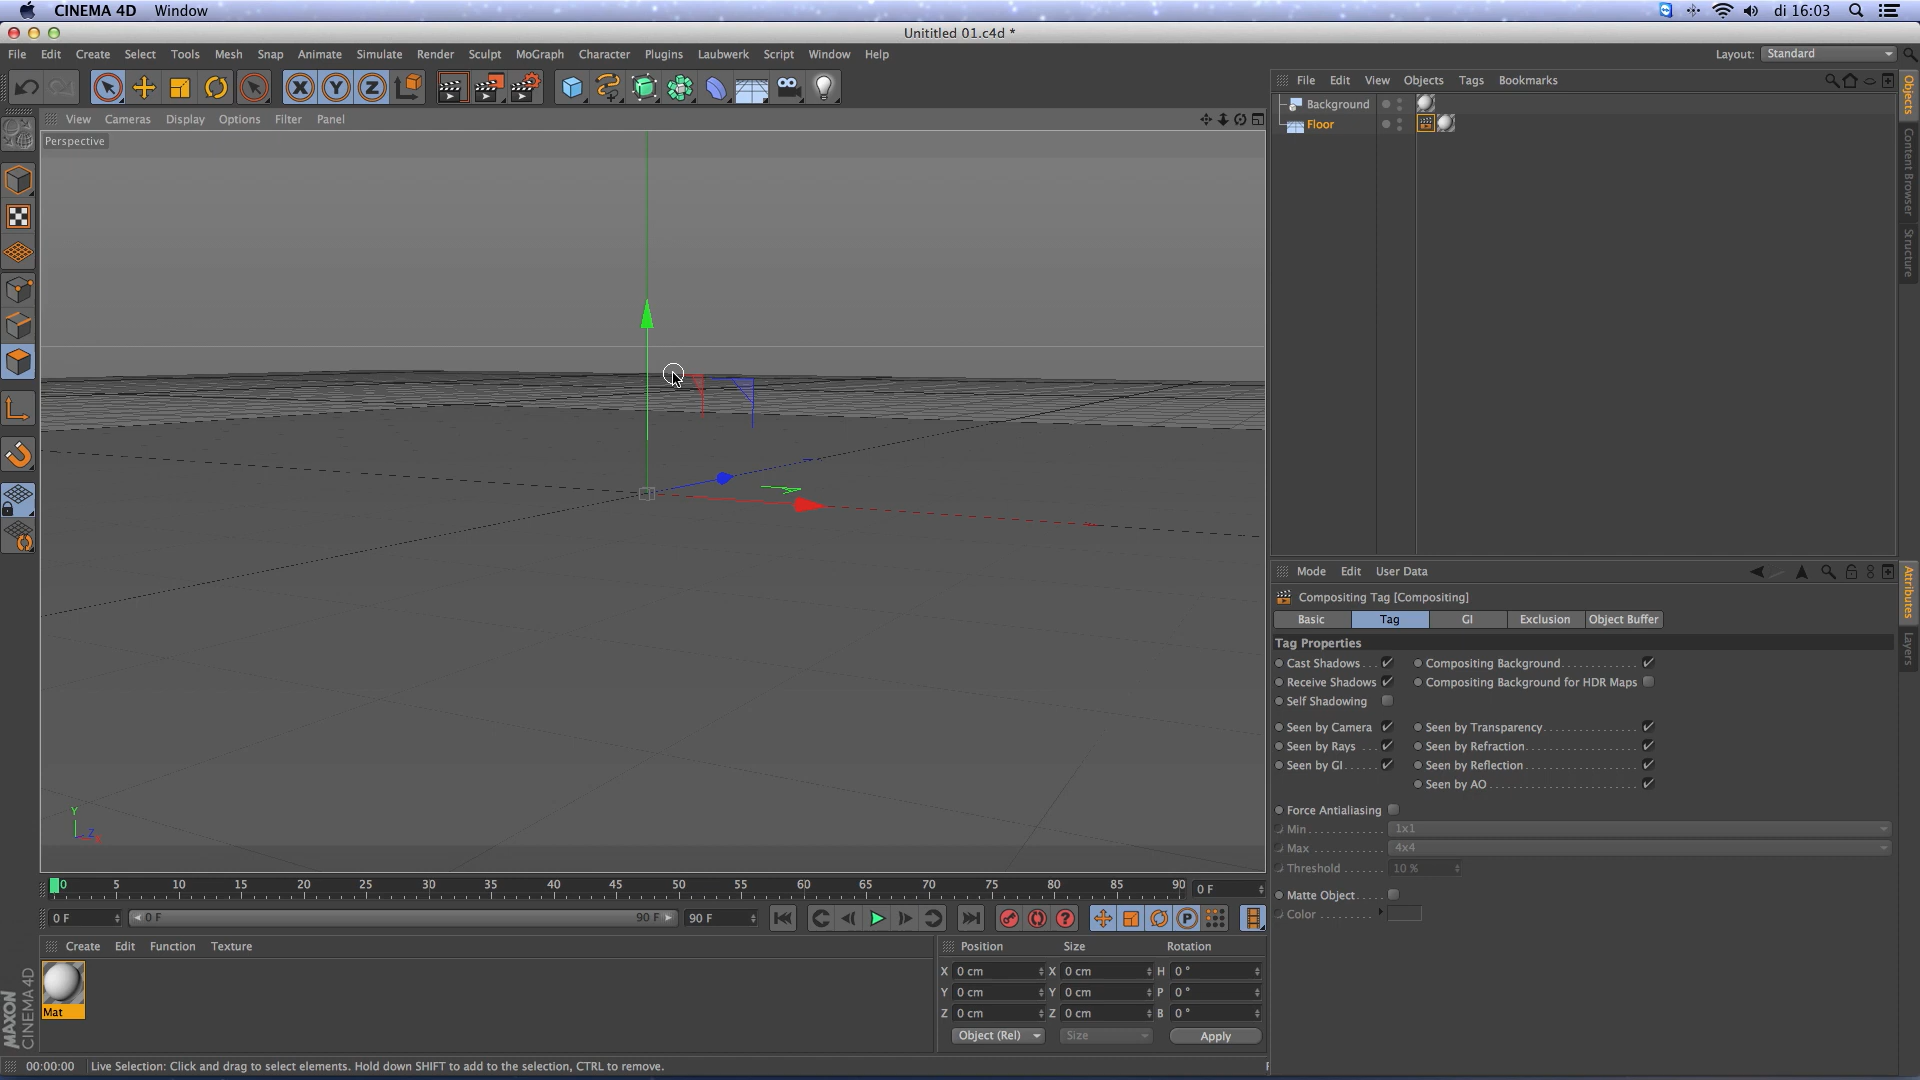 CINEMA 4D Window
di 16:03
Unititled 01.c4d *
File Edit Create Select Tools Mesh Snap Animate Simulate Render Sculpt MoGraph Character Plugins Laubwerk Script Window Help
Layout: Standard
File Edit View Objects Tags Bookmarks
Background
Floor
Objects
Content Browser
Structure
View Cameras Display Options Filter Panel
Perspective
Y
Z
Mode Edit User Data
Attributes
Layers
Compositing Tag [Compositing]
Basic Tag GI Exclusion Object Buffer
Tag Properties
Cast Shadows . . . Compositing Background . . . . . . . . . . . . .
Receive Shadows Compositing Background for HDR Maps
Self Shadowing
Seen by Camera Seen by Transparency . . . . . . . . . . . . . . .
Seen by Rays . . . Seen by Refraction . . . . . . . . . . . . . . . . . .
Seen by GI . . . . . . Seen by Reflection . . . . . . . . . . . . . . . . . .
Seen by AO . . . . . . . . . . . . . . . . . . . . . . . .
Force Antialiasing
Min . . . . . . . . . . . . 1x1
Max . . . . . . . . . . . . 4x4
Threshold . . . . . . 10 %
Matte Object . . . .
Color . . . . . . . . .
0 5 10 15 20 25 30 35 40 45 50 55 60 65 70 75 80 85 90 0 F
0 F 0 F 90 F 90 F
Create Edit Function Texture
Mat
Position Size Rotation
X 0 cm X 0 cm H 0 °
Y 0 cm Y 0 cm P 0 °
Z 0 cm Z 0 cm B 0 °
Object (Rel) Size Apply
MAXON
CINEMA 4D
00:00:00 Live Selection: Click and drag to select elements. Hold down SHIFT to add to the selection, CTRL to remove.